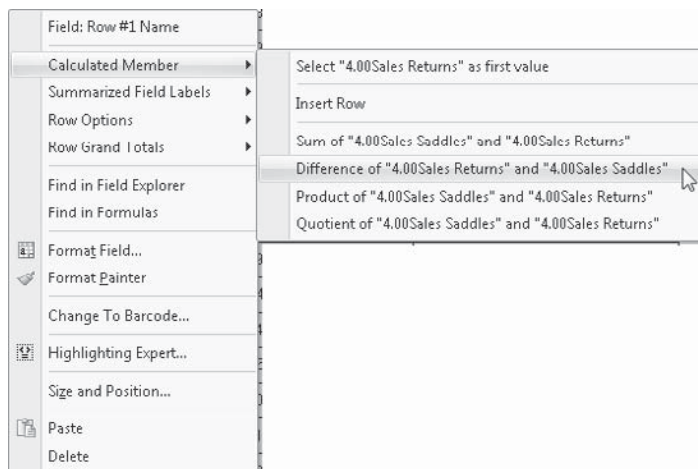 Field: Row #1 Name
Calculated Member
Summarized Field Labels
Row Options
Row Grand Totals
Find in Field Explorer
Find in Formulas
Format Field...
Format Painter
Change To Barcode...
Highlighting Expert...
Size and Position...
Paste
Delete
Select "4.00Sales Returns" as first value
Insert Row
Sum of "4.00Sales Saddles" and "4.00Sales Returns"
Difference of "4.00Sales Returns" and "4.00Sales Saddles"
Product of "4.00Sales Saddles" and "4.00Sales Returns"
Quotient of "4.00Sales Saddles" and "4.00Sales Returns"